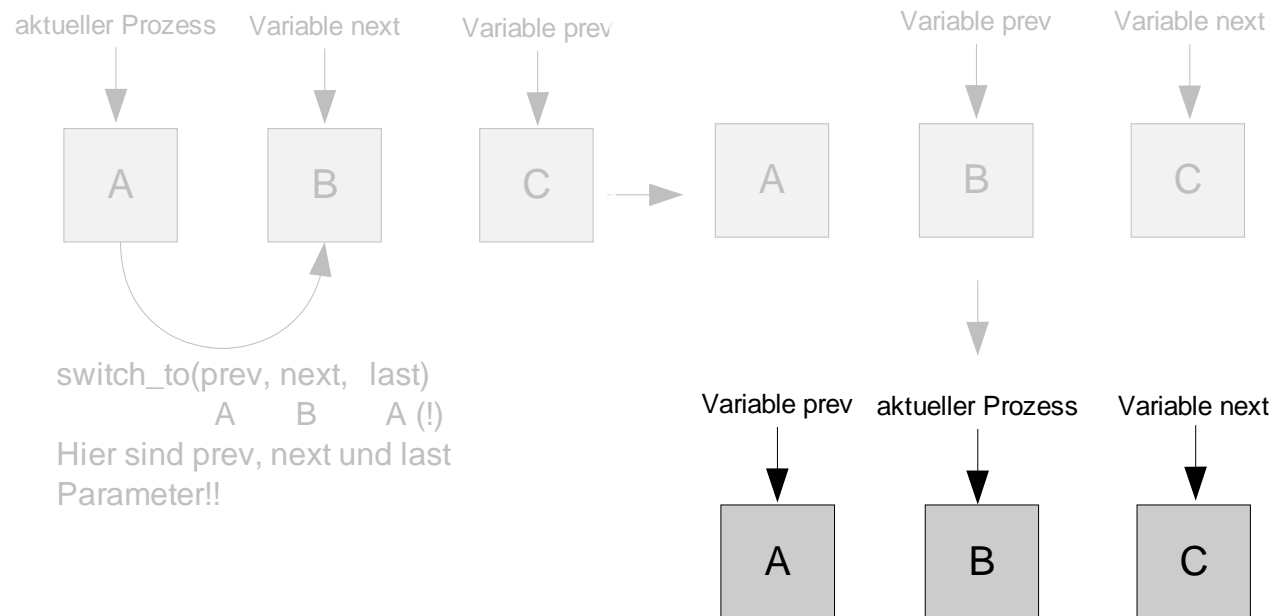 aktueller Prozess Variable next Variable prev Variable prev Variable next
A B C A B C
switch_to(prev, next, last)
A B A (!)
Hier sind prev, next und last
Parameter!!
Variable prev aktueller Prozess Variable next
A B C